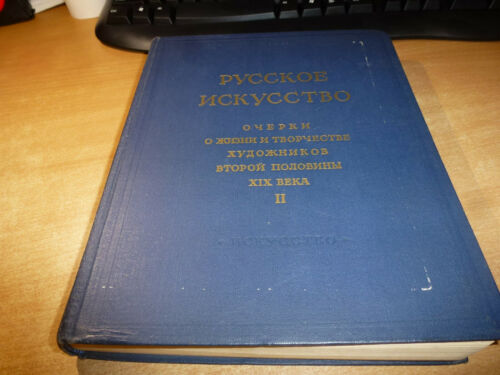 РУССКОЕ
ИСКУССТВО
ОЧЕРКИ
О ЖИЗНИ И ТВОРЧЕСТВЕ
ХУДОЖНИКОВ
ВТОРОЙ ПОЛОВИНЫ
XIX ВЕКА
II
ИСКУССТВО